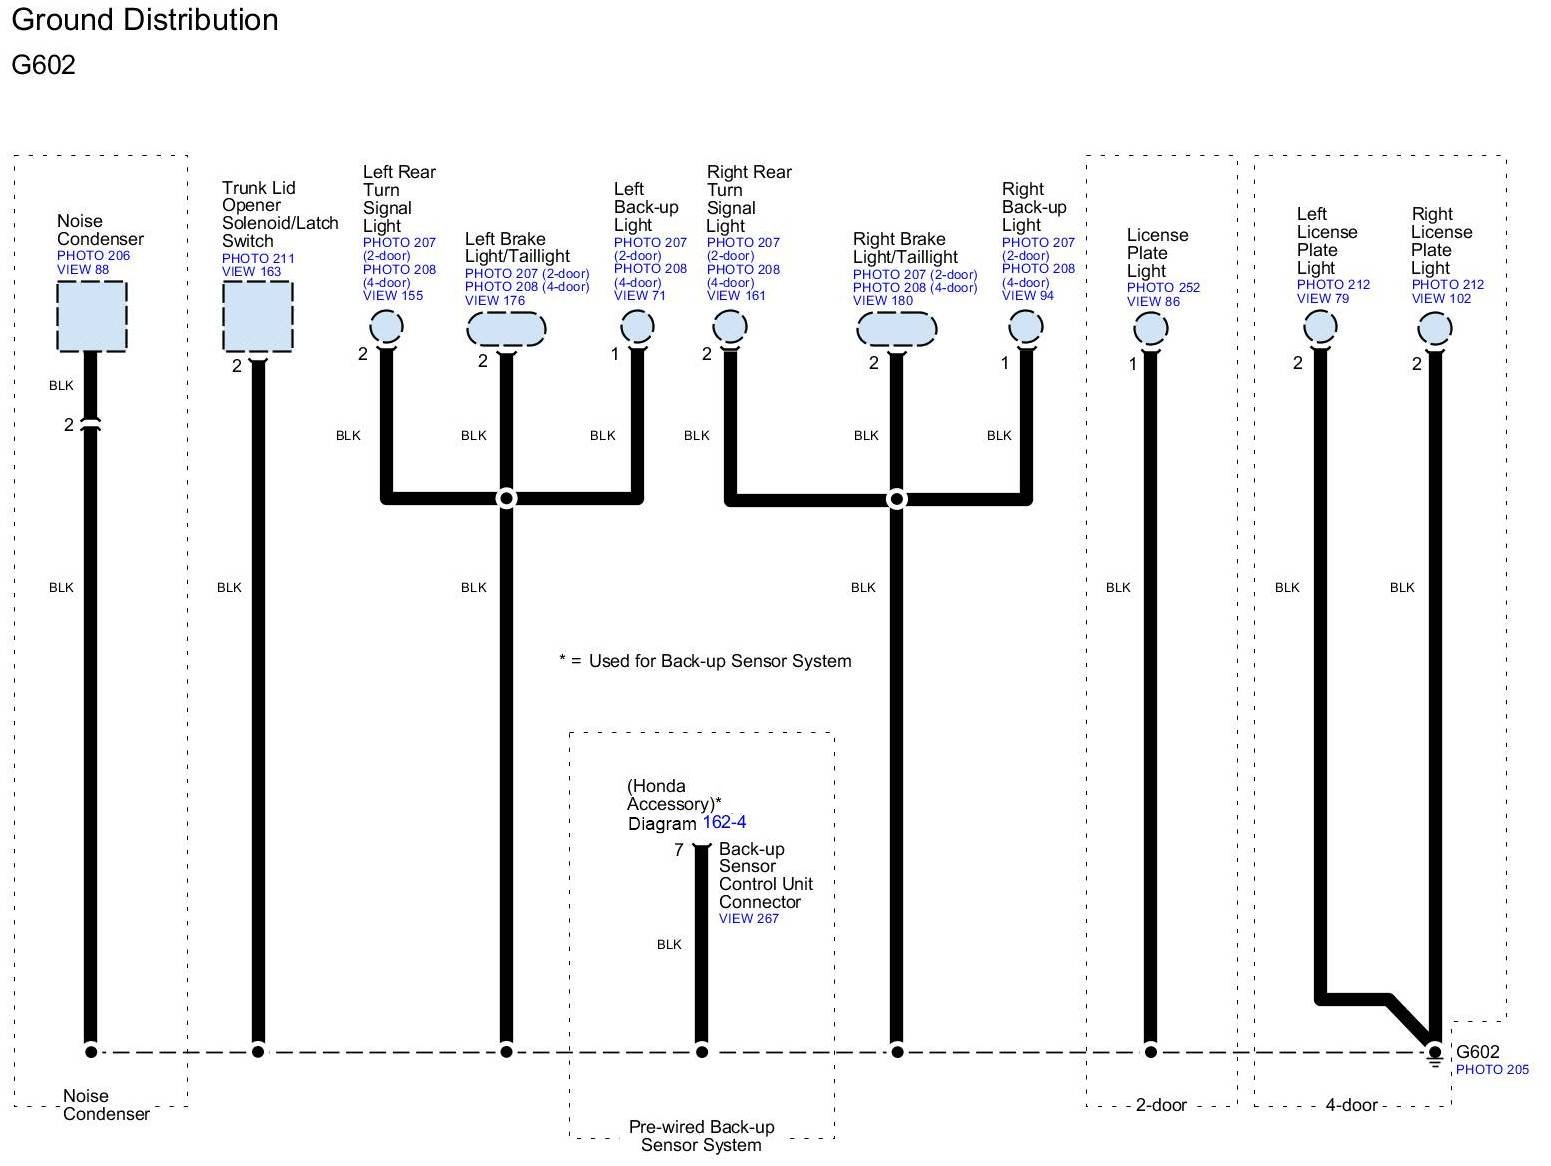 Ground Distribution
G602
Noise
Condenser
PHOTO 206
VIEW 88
Trunk Lid
Opener
Solenoid/Latch
Switch
PHOTO 211
VIEW 163
Left Rear
Turn
Signal
Light
PHOTO 207
(2-door)
PHOTO 208
(4-door)
VIEW 155
Left Brake
Light/Taillight
PHOTO 207 (2-door)
PHOTO 208 (4-door)
VIEW 176
Left
Back-up
Light
PHOTO 207
(2-door)
PHOTO 208
(4-door)
VIEW 71
Right Rear
Turn
Signal
Light
PHOTO 207
(2-door)
PHOTO 208
(4-door)
VIEW 161
Right Brake
Light/Taillight
PHOTO 207 (2-door)
PHOTO 208 (4-door)
VIEW 180
Right
Back-up
Light
PHOTO 207
(2-door)
PHOTO 208
(4-door)
VIEW 94
License
Plate
Light
PHOTO 252
VIEW 86
Left
License
Plate
Light
PHOTO 212
VIEW 79
Right
License
Plate
Light
PHOTO 212
VIEW 102
2
2
2
1
2
2
1
1
2
2
BLK
2
BLK
BLK
BLK
BLK
BLK
BLK
BLK
BLK
BLK
BLK
BLK
BLK
BLK
* = Used for Back-up Sensor System
(Honda
Accessory)*
Diagram 162-4
7
Back-up
Sensor
Control Unit
Connector
VIEW 267
BLK
G602
PHOTO 205
Noise
Condenser
Pre-wired Back-up
Sensor System
2-door
4-door